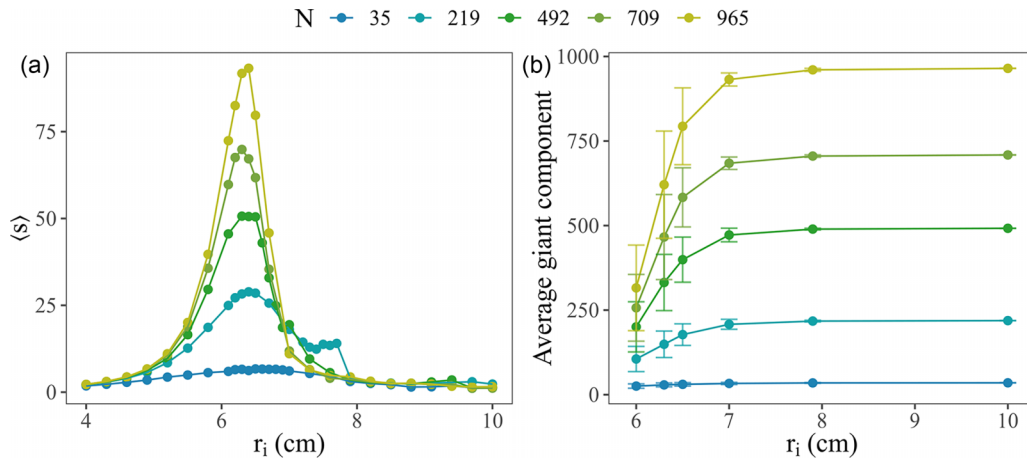 N 35 219 492 709 965
(a)
75
50
25
0
⟨s⟩
4 6 8 10
rᵢ (cm)
(b)
1000
750
500
250
0
Average giant component
6 7 8 9 10
rᵢ (cm)